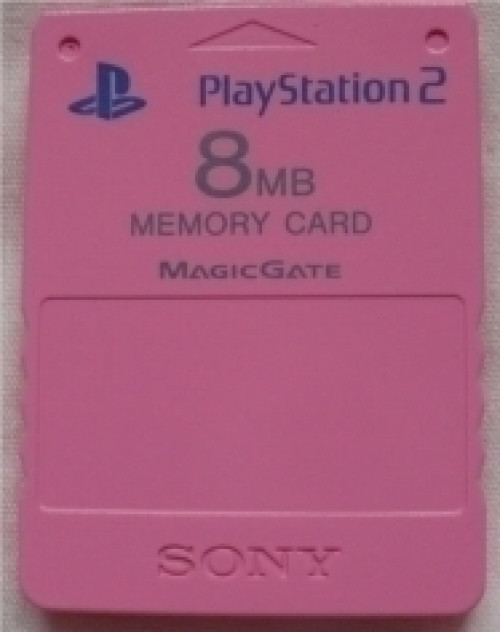 PlayStation 2
8MB
MEMORY CARD
MAGICGATE
SONY